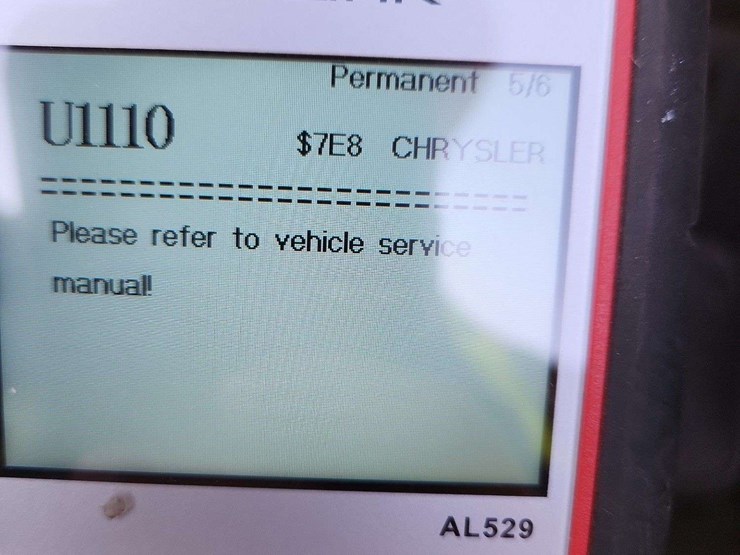 Permanent 5/6
U1110
$7E8 CHRYSLER
==========================
Please refer to vehicle service
manual!
AL529